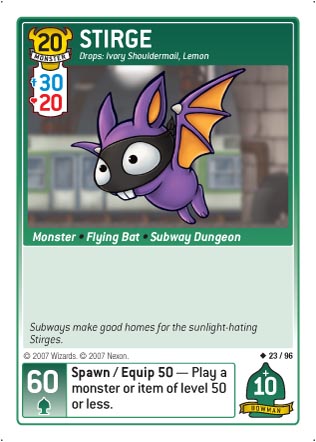 20
MONSTER
STIRGE
Drops: Ivory Shouldermail, Lemon
30
20
Monster • Flying Bat • Subway Dungeon
Subways make good homes for the sunlight-hating
Stirges.
© 2007 Wizards. © 2007 Nexon.
◆ 23 / 96
60
Spawn / Equip 50 — Play a
monster or item of level 50
or less.
+
10
BOWMAN